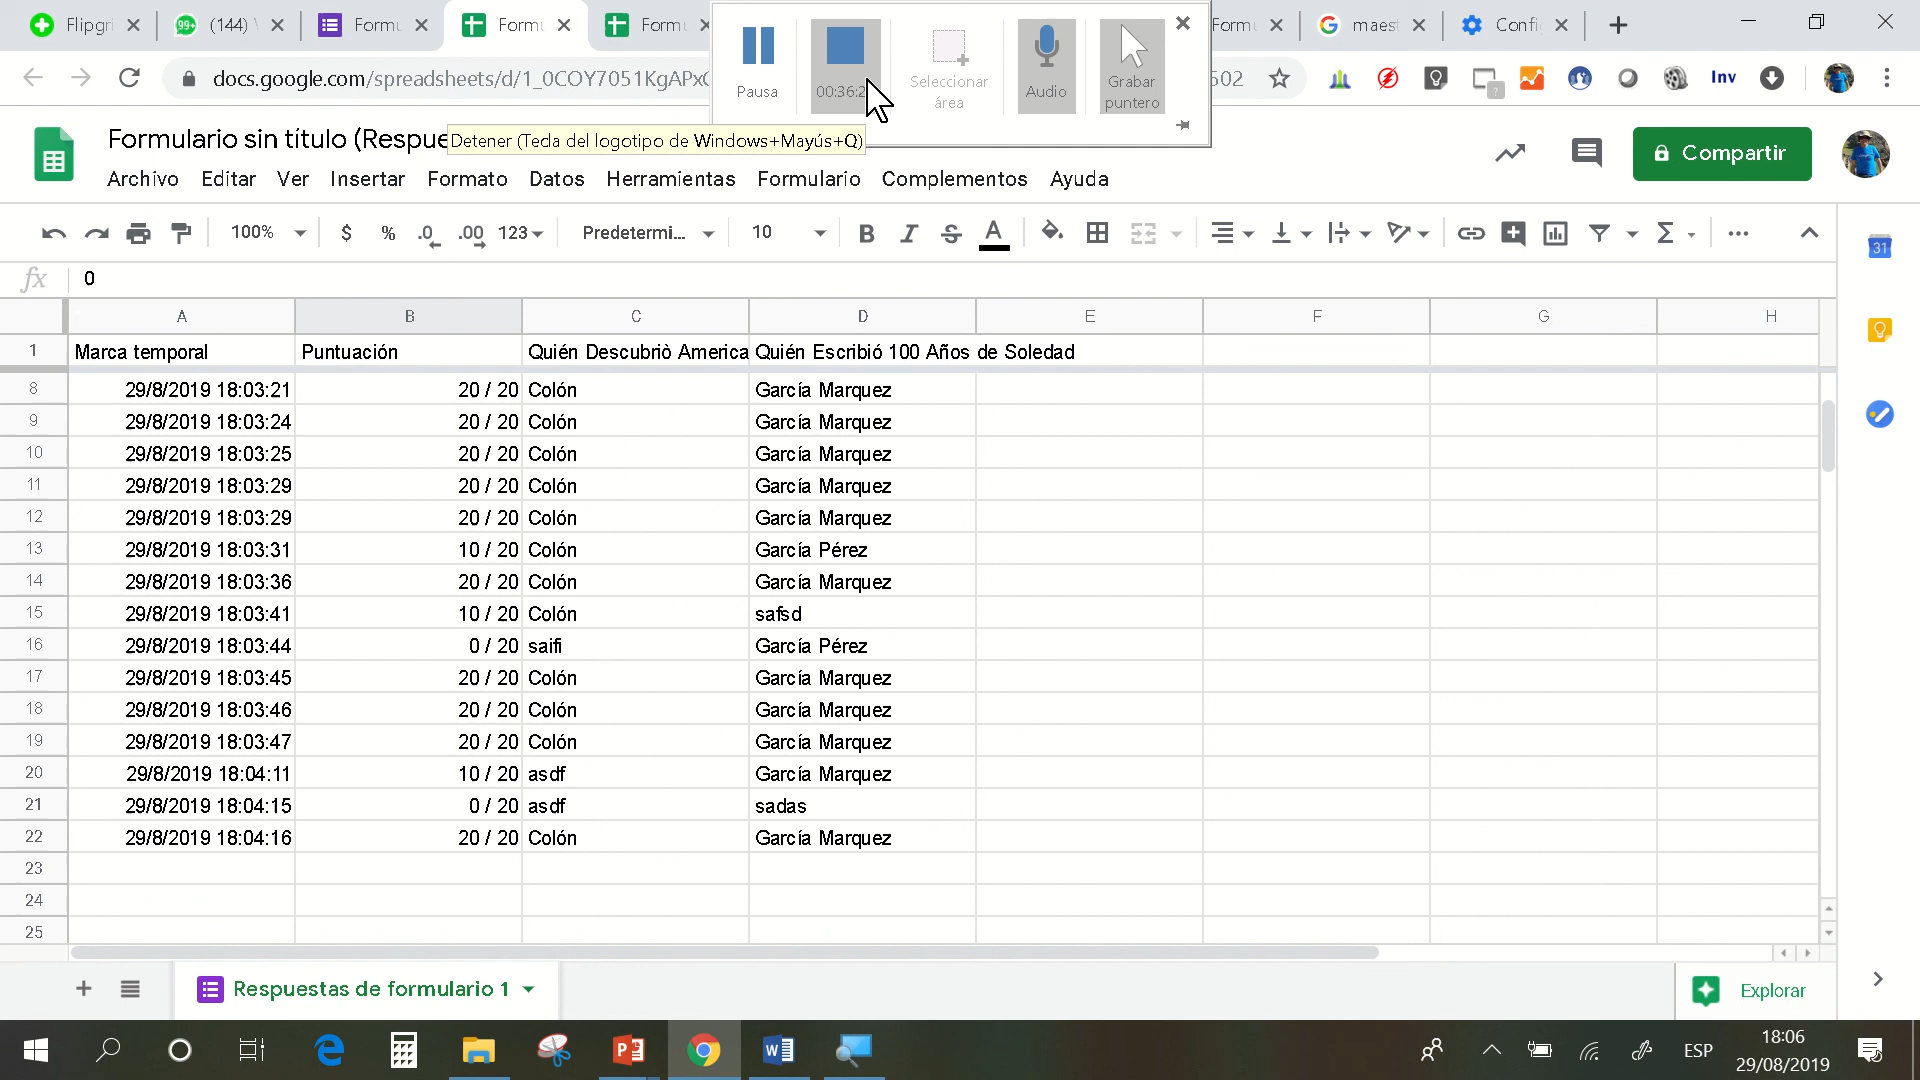 Flipgri
99+ (144)
Formu
Formu
Form
Formu
maest
Config
docs.google.com/spreadsheets/d/1_0COY7051KgAPx
502
Inv
Pausa
00:36:2
Seleccionar
área
Audio
Grabar
puntero
Detener (Tecla del logotipo de Windows+Mayús+Q)
Formulario sin título (Respue
Compartir
Archivo Editar Ver Insertar Formato Datos Herramientas Formulario Complementos Ayuda
100% $ % .0 .00 123 Predetermi... 10 B I S A
31
fx 0
A B C D E F G H
1 Marca temporal Puntuación Quién Descubriò America Quién Escribió 100 Años de Soledad
8 29/8/2019 18:03:21 20 / 20 Colón García Marquez
9 29/8/2019 18:03:24 20 / 20 Colón García Marquez
10 29/8/2019 18:03:25 20 / 20 Colón García Marquez
11 29/8/2019 18:03:29 20 / 20 Colón García Marquez
12 29/8/2019 18:03:29 20 / 20 Colón García Marquez
13 29/8/2019 18:03:31 10 / 20 Colón García Pérez
14 29/8/2019 18:03:36 20 / 20 Colón García Marquez
15 29/8/2019 18:03:41 10 / 20 Colón safsd
16 29/8/2019 18:03:44 0 / 20 saifi García Pérez
17 29/8/2019 18:03:45 20 / 20 Colón García Marquez
18 29/8/2019 18:03:46 20 / 20 Colón García Marquez
19 29/8/2019 18:03:47 20 / 20 Colón García Marquez
20 29/8/2019 18:04:11 10 / 20 asdf García Marquez
21 29/8/2019 18:04:15 0 / 20 asdf sadas
22 29/8/2019 18:04:16 20 / 20 Colón García Marquez
23
24
25
Respuestas de formulario 1
Explorar
ESP
18:06
29/08/2019